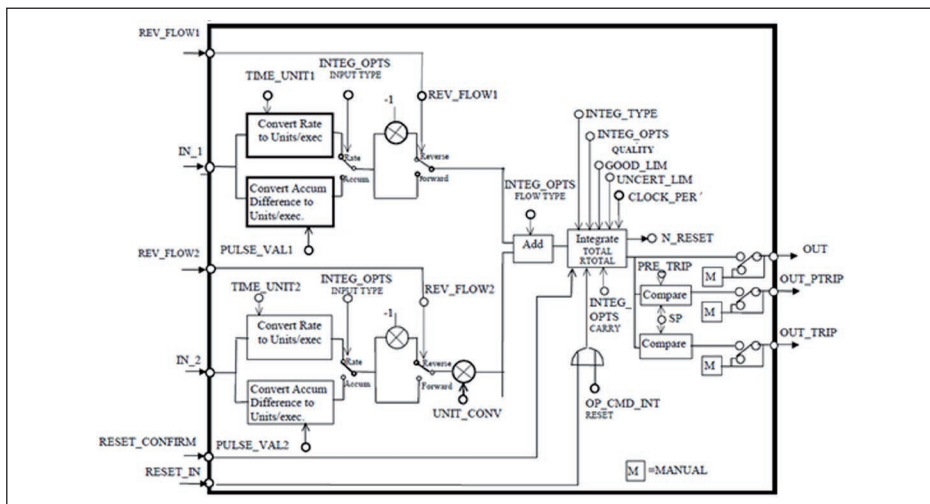 REV_FLOW1
TIME_UNIT1
INTEG_OPTS
INPUT TYPE
REV_FLOW1
-1
Convert Rate
to Units/exec
IN_1
Rate
Accum
Reverse
Forward
Convert Accum
Difference to
Units/exec.
PULSE_VAL1
INTEG_TYPE
INTEG_OPTS
QUALITY
GOOD_LIM
UNCERT_LIM
CLOCK_PER
INTEG_OPTS
FLOW TYPE
Add
Integrate
TOTAL
RTOTAL
N_RESET
OUT
M
REV_FLOW2
TIME_UNIT2
INTEG_OPTS
INPUT TYPE
REV_FLOW2
-1
PRE_TRIP
Compare
OUT_PTRIP
M
INTEG_
OPTS
CARRY
SP
Compare
OUT_TRIP
M
Convert Rate
to Units/exec
IN_2
Rate
Accum
Reverse
Forward
Convert Accum
Difference to
Units/exec.
UNIT_CONV
OP_CMD_INT
RESET
PULSE_VAL2
RESET_CONFIRM
RESET_IN
M =MANUAL